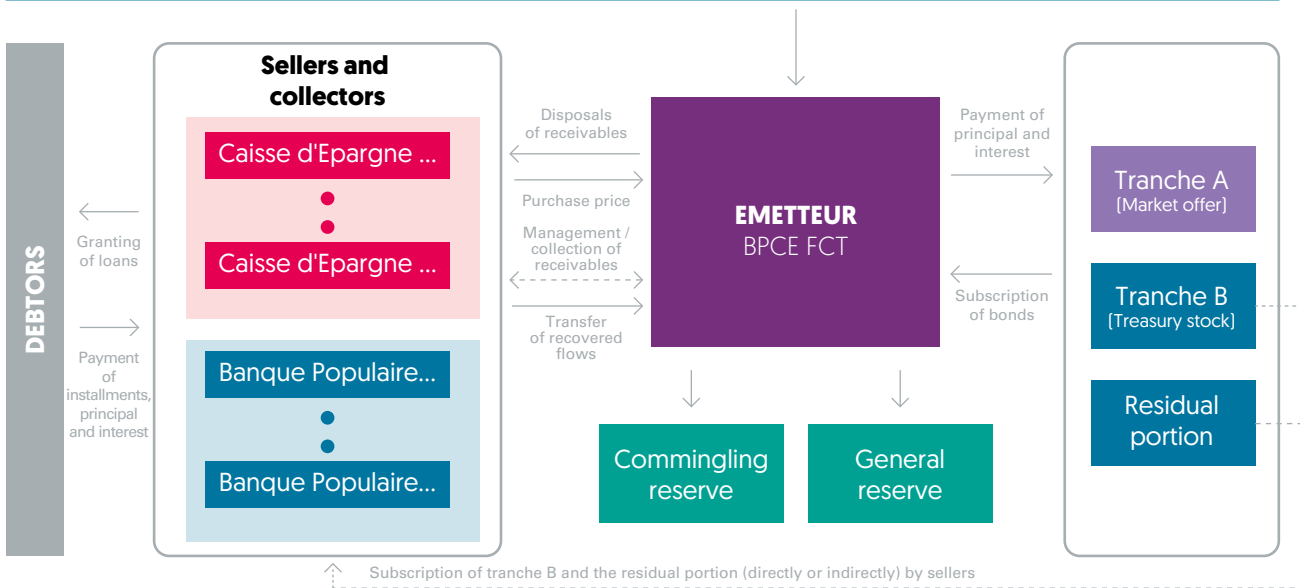 DEBTORS
Granting
of loans
Payment
of
installments,
principal
and interest
Sellers and
collectors
Caisse d'Epargne ...
Caisse d'Epargne ...
Banque Populaire...
Banque Populaire...
Disposals
of receivables
Purchase price
Management /
collection of
receivables
Transfer
of recovered
flows
EMETTEUR
BPCE FCT
Commingling
reserve
General
reserve
Payment of
principal and
interest
Subscription
of bonds
Tranche A
(Market offer)
Tranche B
(Treasury stock)
Residual
portion
Subscription of tranche B and the residual portion (directly or indirectly) by sellers